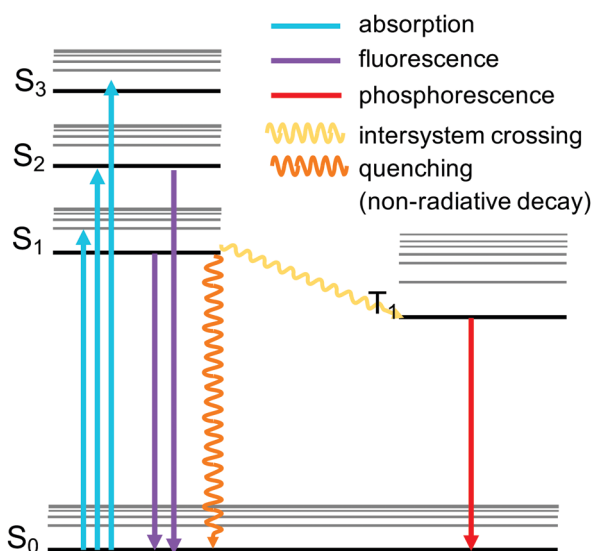 absorption
fluorescence
phosphorescence
intersystem crossing
quenching
(non-radiative decay)
S3
S2
S1
T1
S0